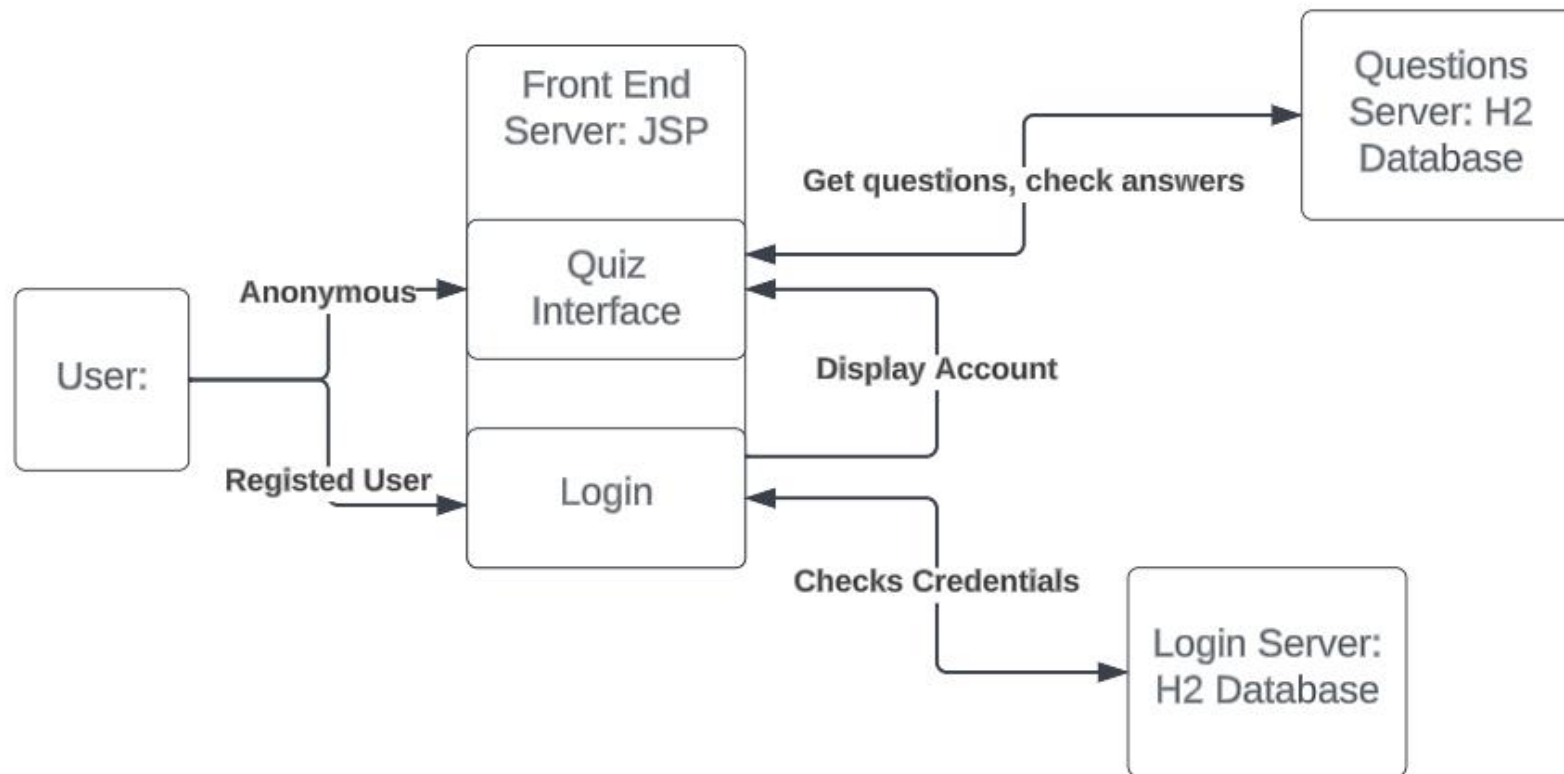 Front End
Server: JSP
Questions
Server: H2
Database
Get questions, check answers
Quiz
Interface
Anonymous
User:
Display Account
Registed User
Login
Checks Credentials
Login Server:
H2 Database